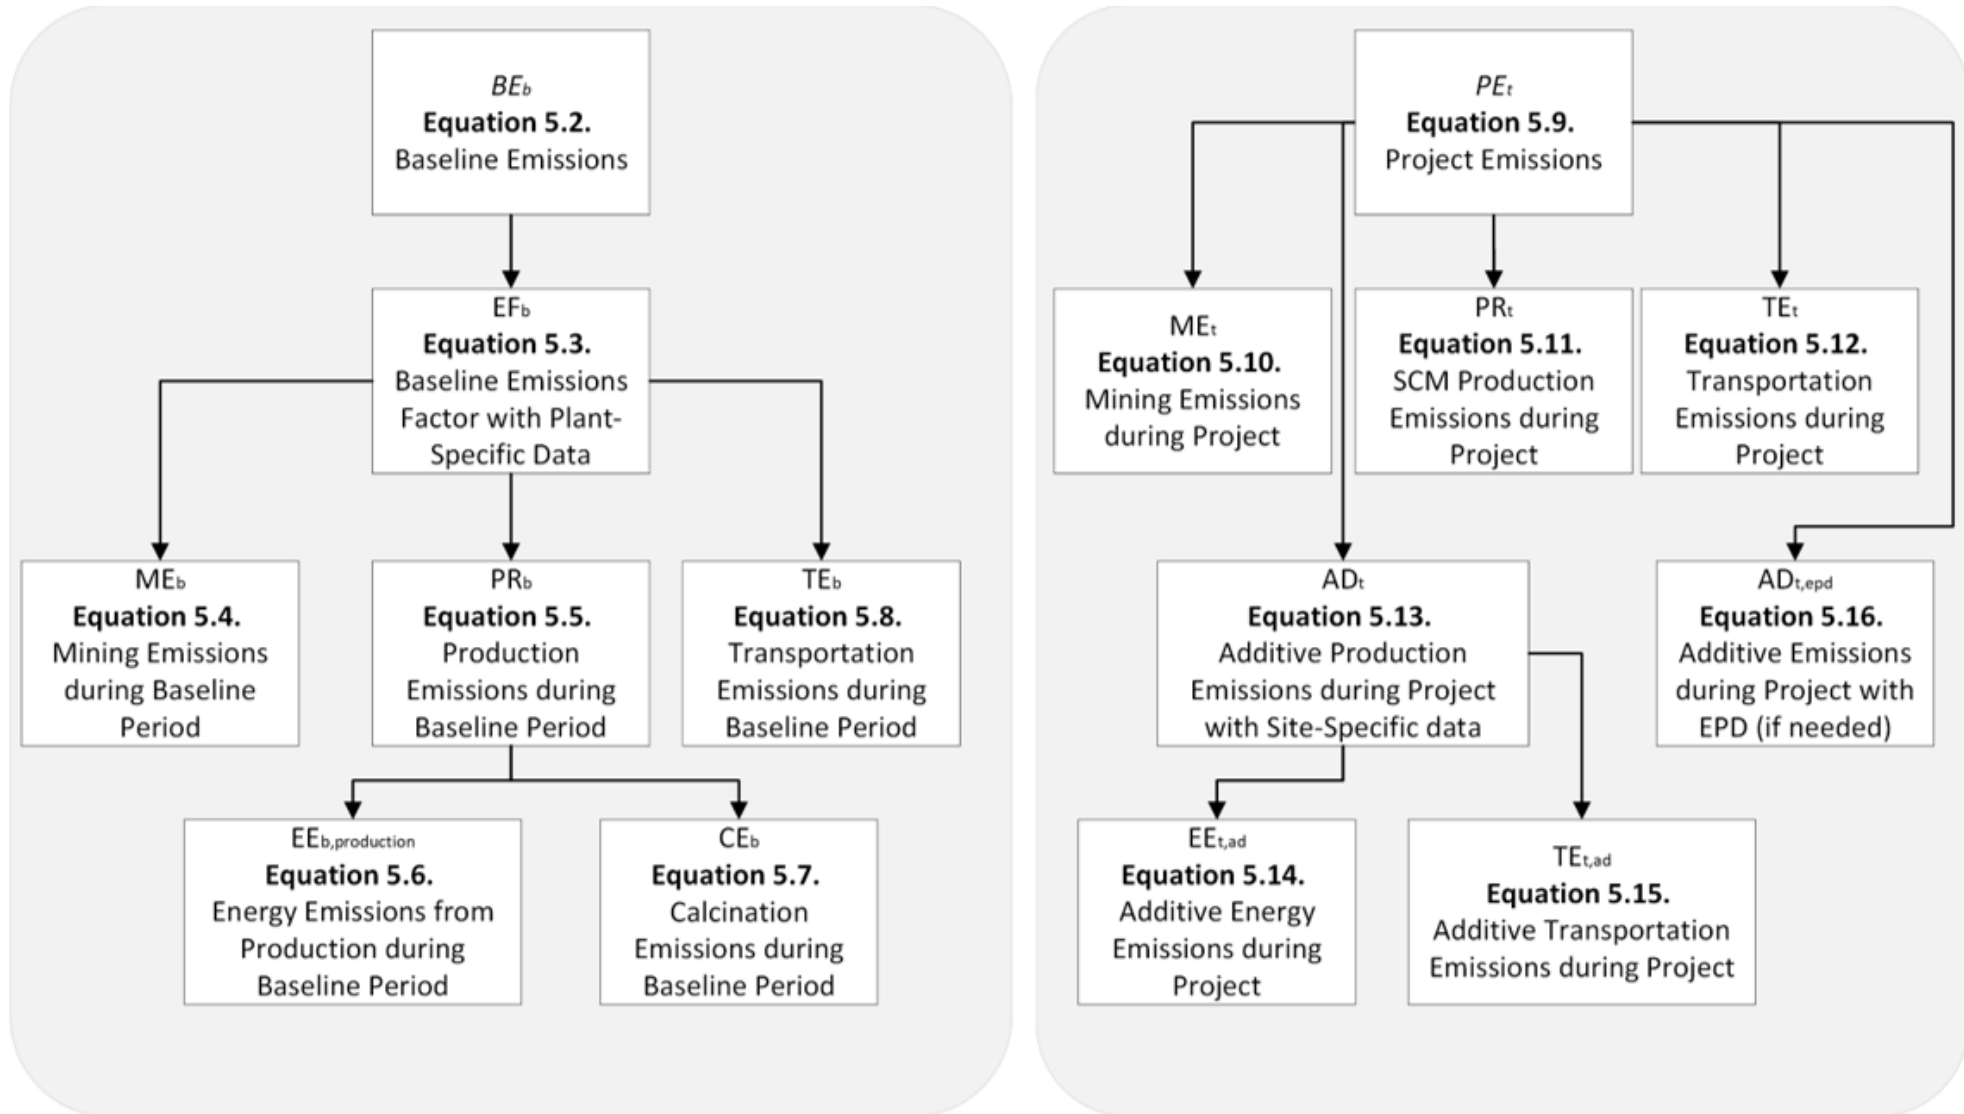 BEb
Equation 5.2.
Baseline Emissions
EFb
Equation 5.3.
Baseline Emissions
Factor with Plant-
Specific Data
MEb
Equation 5.4.
Mining Emissions
during Baseline
Period
PRb
Equation 5.5.
Production
Emissions during
Baseline Period
TEb
Equation 5.8.
Transportation
Emissions during
Baseline Period
EEb,production
Equation 5.6.
Energy Emissions from
Production during
Baseline Period
CEb
Equation 5.7.
Calcination
Emissions during
Baseline Period
PEt
Equation 5.9.
Project Emissions
MEt
Equation 5.10.
Mining Emissions
during Project
PRt
Equation 5.11.
SCM Production
Emissions during
Project
TEt
Equation 5.12.
Transportation
Emissions during
Project
ADt
Equation 5.13.
Additive Production
Emissions during Project
with Site-Specific data
ADt,epd
Equation 5.16.
Additive Emissions
during Project with
EPD (if needed)
EEt,ad
Equation 5.14.
Additive Energy
Emissions during
Project
TEt,ad
Equation 5.15.
Additive Transportation
Emissions during Project